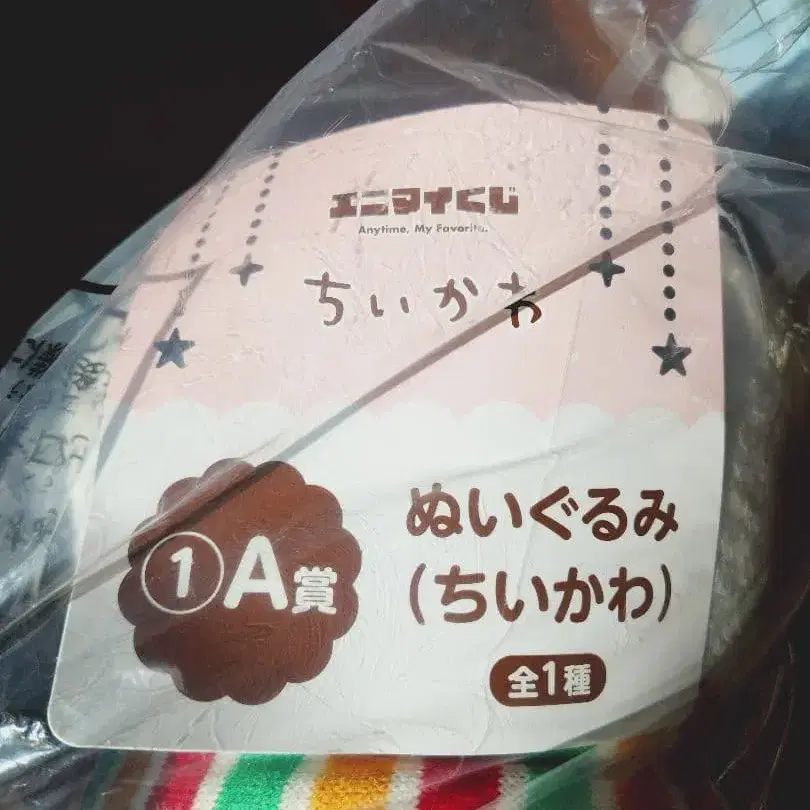 エニマイくじ
Anytime, My Favorite.
ちいかわ
① A賞
ぬいぐるみ
(ちいかわ)
全1種